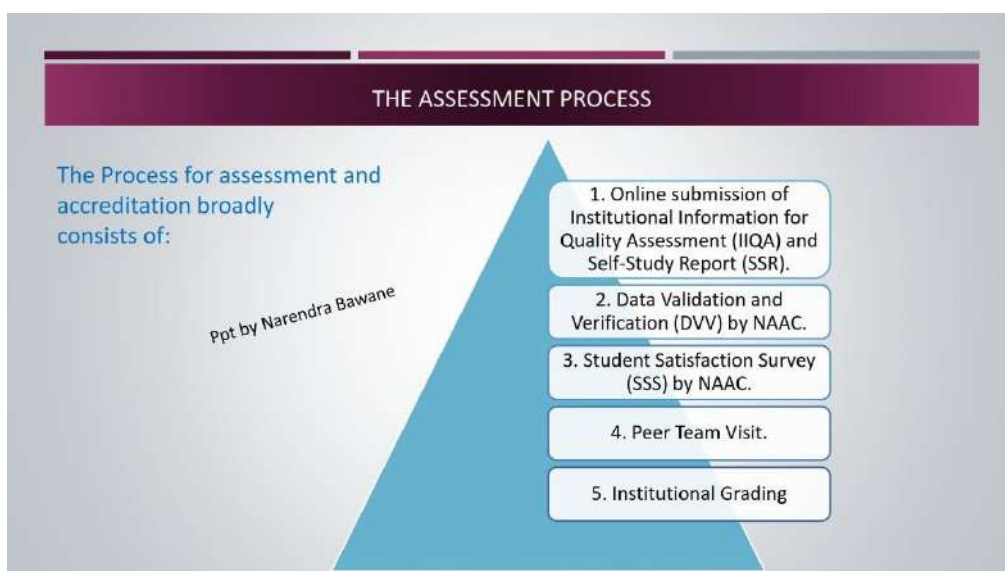 THE ASSESSMENT PROCESS
The Process for assessment and
accreditation broadly
consists of:
Ppt by Narendra Bawane
1. Online submission of
Institutional Information for
Quality Assessment (IIQA) and
Self-Study Report (SSR).
2. Data Validation and
Verification (DVV) by NAAC.
3. Student Satisfaction Survey
(SSS) by NAAC.
4. Peer Team Visit.
5. Institutional Grading